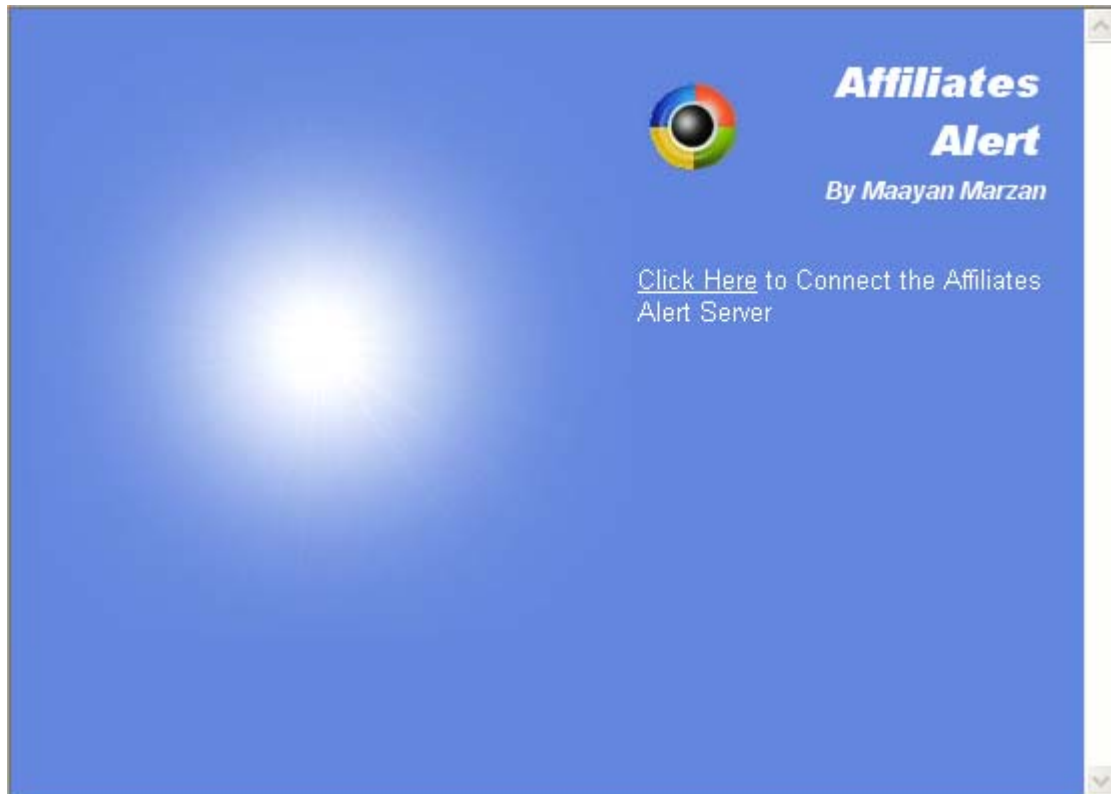 Affiliates
Alert
By Maayan Marzan
Click Here to Connect the Affiliates
Alert Server